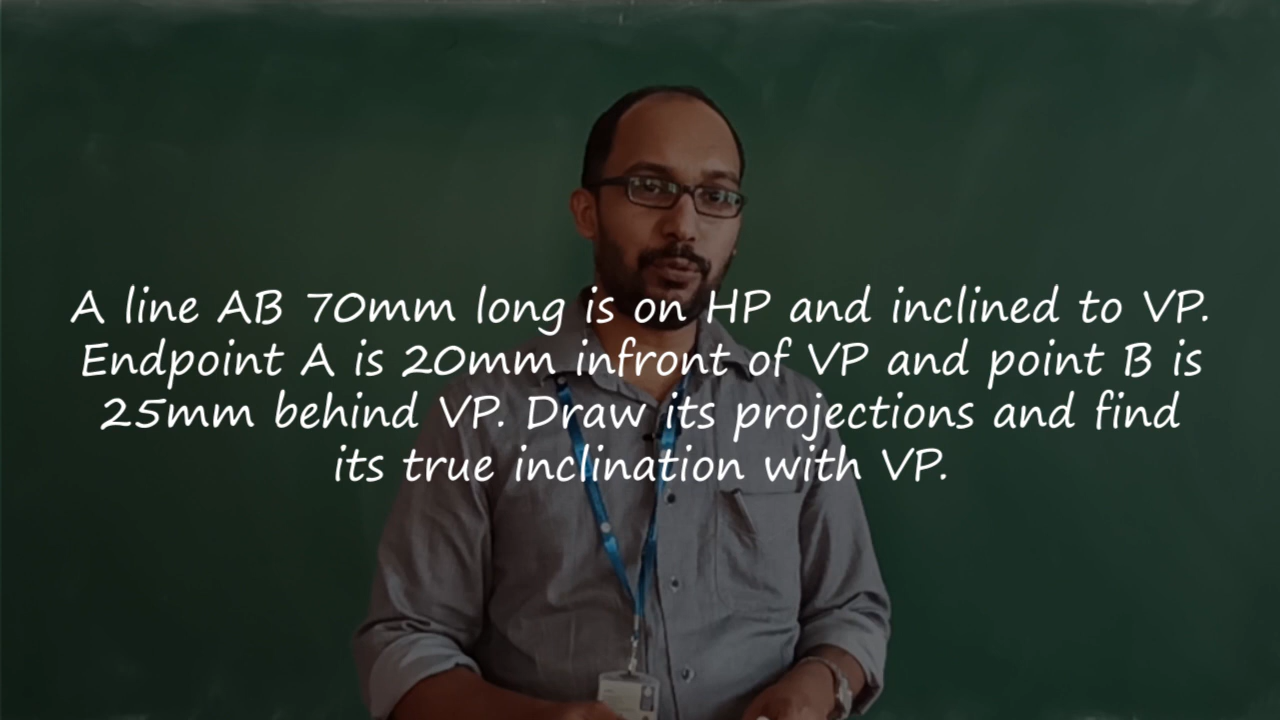 A line AB 70mm long is on HP and inclined to VP.
Endpoint A is 20mm infront of VP and point B is
25mm behind VP. Draw its projections and find
its true inclination with VP.